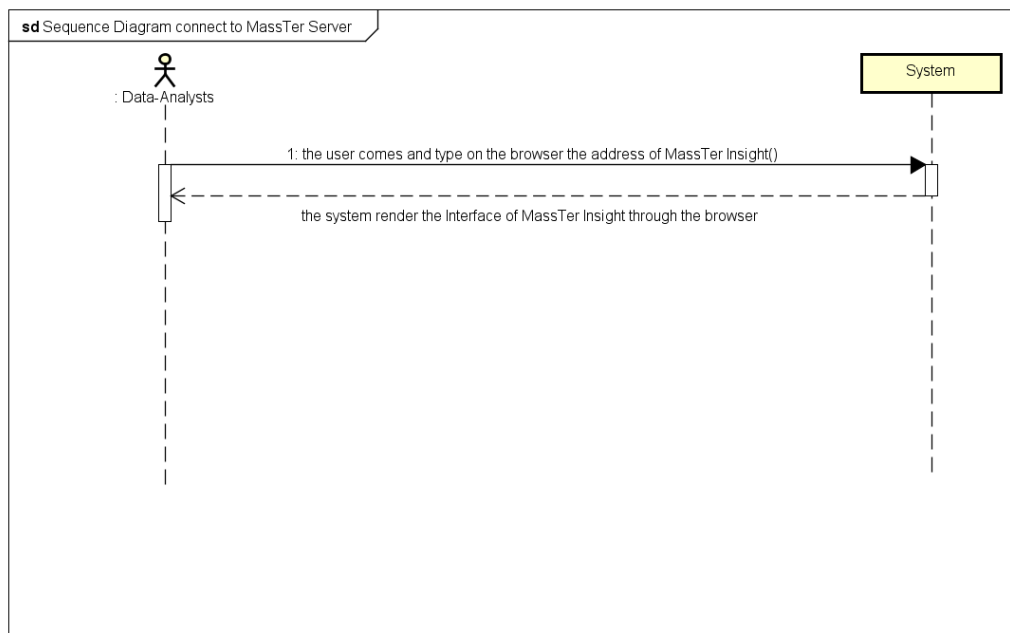 sd Sequence Diagram connect to MassTer Server
: Data-Analysts
System
1: the user comes and type on the browser the address of MassTer Insight()
the system render the Interface of MassTer Insight through the browser